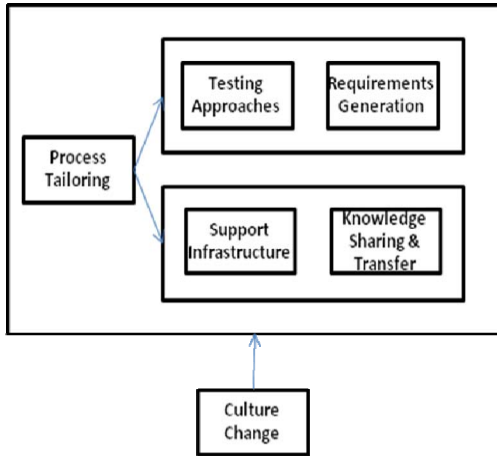 Testing
Approaches
Requirements
Generation
Process
Tailoring
Support
Infrastructure
Knowledge
Sharing &
Transfer
Culture
Change